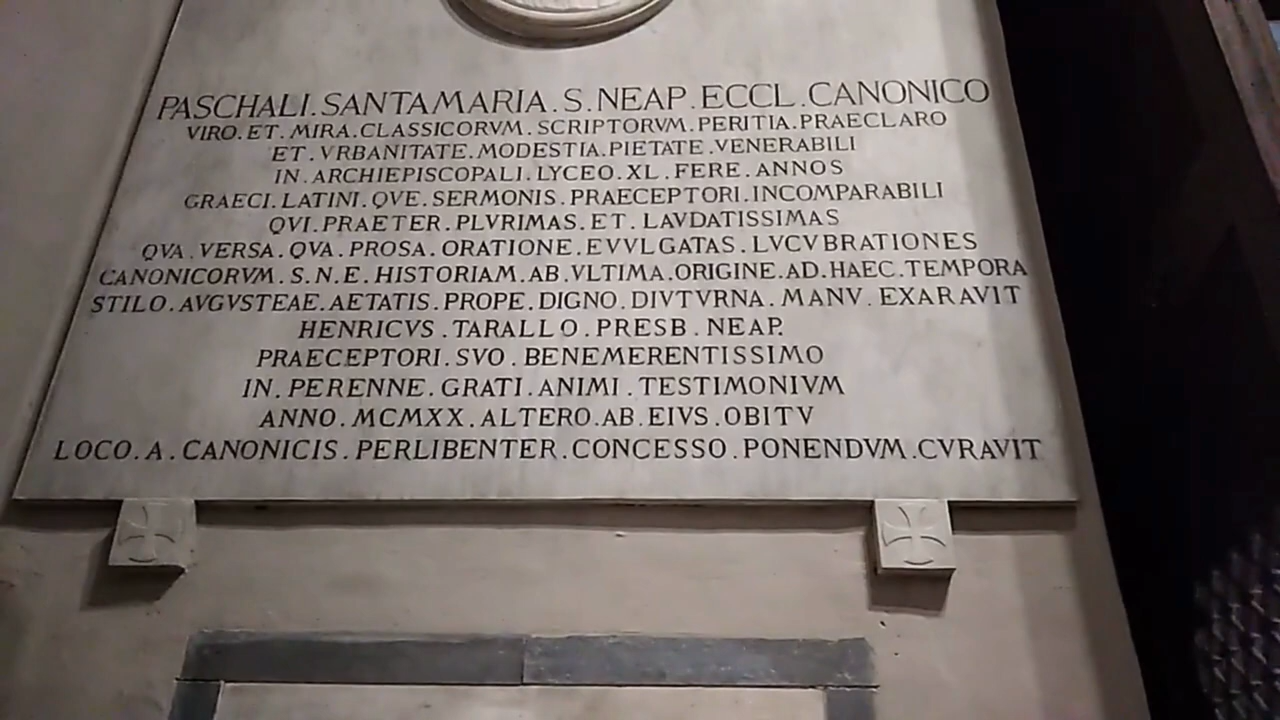 PASCHALI.SANTAMARIA.S.NEAP.ECCL.CANONICO
VIRO.ET.MIRA.CLASSICORVM.SCRIPTORVM.PERITIA.PRAECLARO
ET.VRBANITATE.MODESTIA.PIETATE.VENERABILI
IN.ARCHIEPISCOPALI.LYCEO.XL.FERE.ANNOS
GRAECI.LATINI.QVE.SERMONIS.PRAECEPTORI.INCOMPARABILI
QVI.PRAETER.PLVRIMAS.ET.LAVDATISSIMAS
QVA.VERSA.QVA.PROSA.ORATIONE.EVVLGATAS.LVCVBRATIONES
CANONICORVM.S.N.E.HISTORIAM.AB.VLTIMA.ORIGINE.AD.HAEC.TEMPORA
STILO.AVGVSTEAE.AETATIS.PROPE.DIGNO.DIVTVRNA.MANV.EXARAVIT
HENRICVS.TARALLO.PRESB.NEAP.
PRAECEPTORI.SVO.BENEMERENTISSIMO
IN.PERENNE.GRATI.ANIMI.TESTIMONIVM
ANNO.MCMXX.ALTERO.AB.EIVS.OBITV
LOCO.A.CANONICIS.PERLIBENTER.CONCESSO.PONENDVM.CVRAVIT